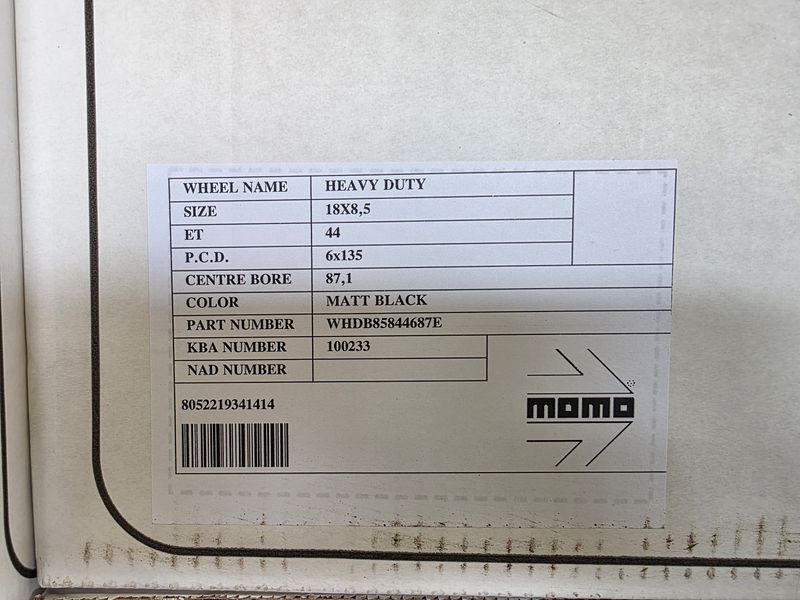 WHEEL NAME HEAVY DUTY
SIZE 18X8,5
ET 44
P.C.D. 6x135
CENTRE BORE 87,1
COLOR MATT BLACK
PART NUMBER WHDB85844687E
KBA NUMBER 100233
NAD NUMBER
8052219341414
momo